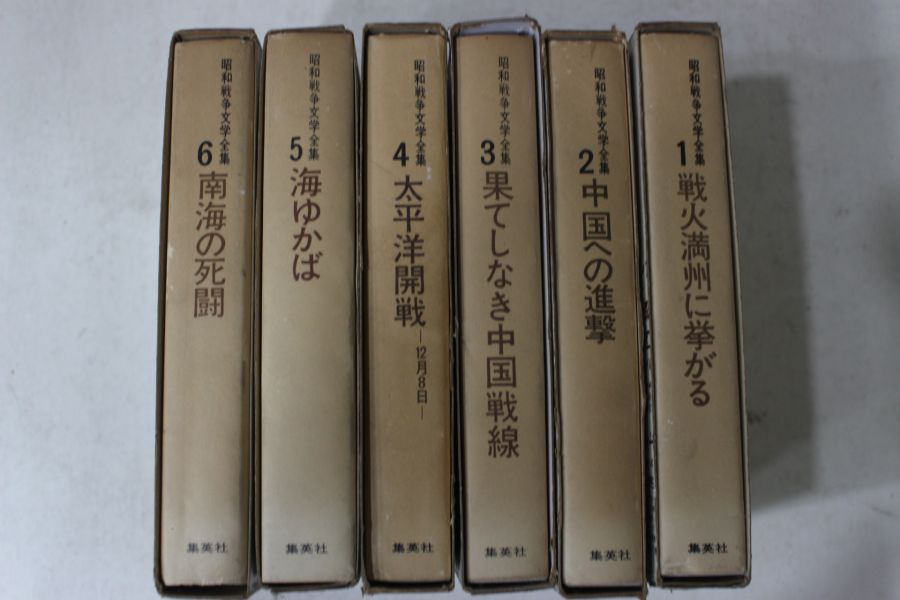 昭和戦争文学全集
6
南海の死闘
集英社
昭和戦争文学全集
5
海ゆかば
集英社
昭和戦争文学全集
4
太平洋開戦
―12月8日―
集英社
昭和戦争文学全集
3
果てしなき中国戦線
集英社
昭和戦争文学全集
2
中国への進撃
集英社
昭和戦争文学全集
1
戦火満州に挙がる
集英社